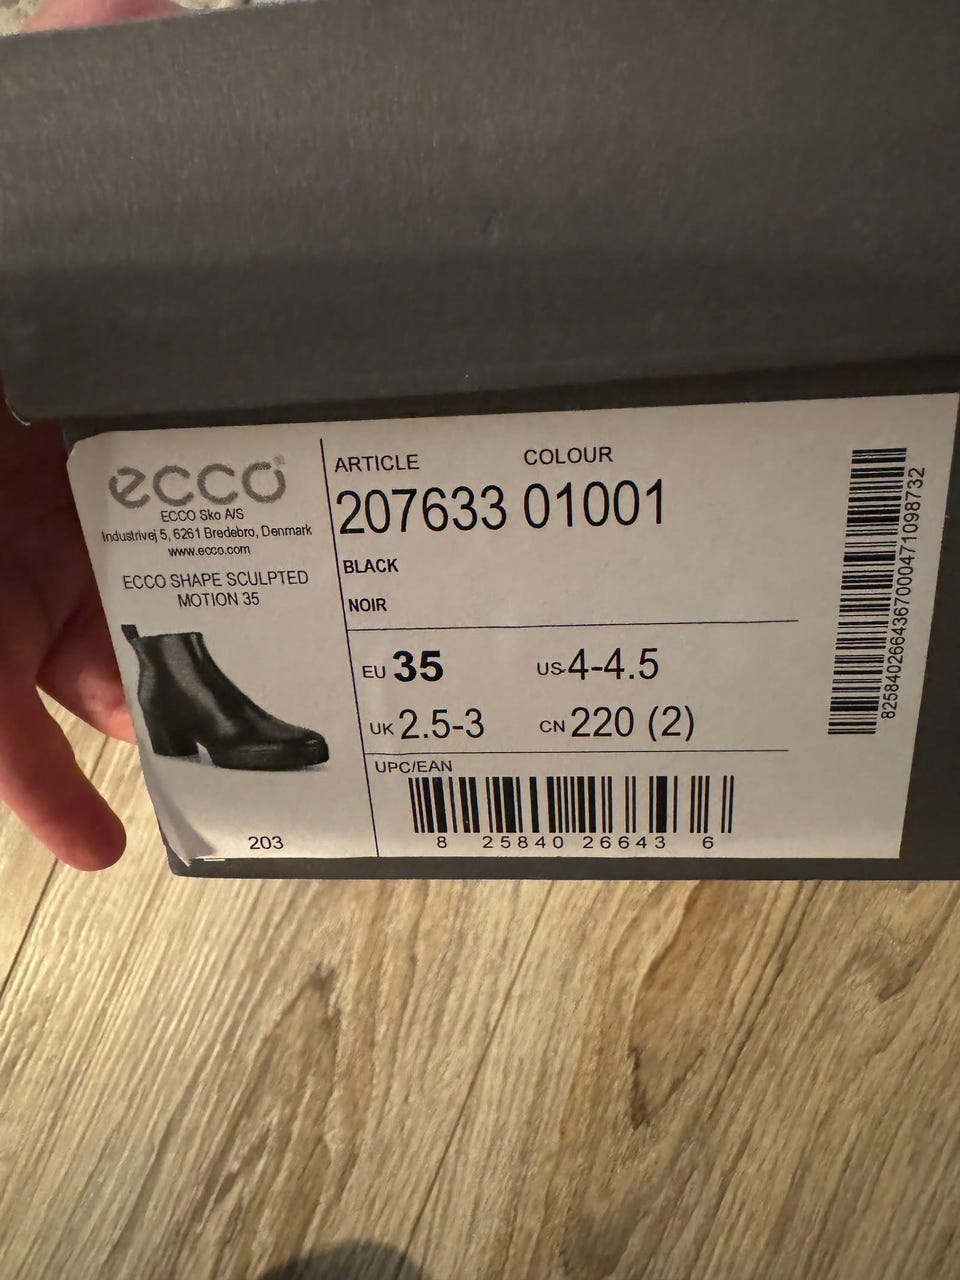 ecco®
ECCO Sko A/S
Industrivej 5, 6261 Bredebro, Denmark
www.ecco.com
ECCO SHAPE SCULPTED
MOTION 35
203
ARTICLE COLOUR
207633 01001
BLACK
NOIR
EU 35 US 4-4.5
UK 2.5-3 CN 220 (2)
UPC/EAN
8 25840 26643 6
8258402664367000471098732